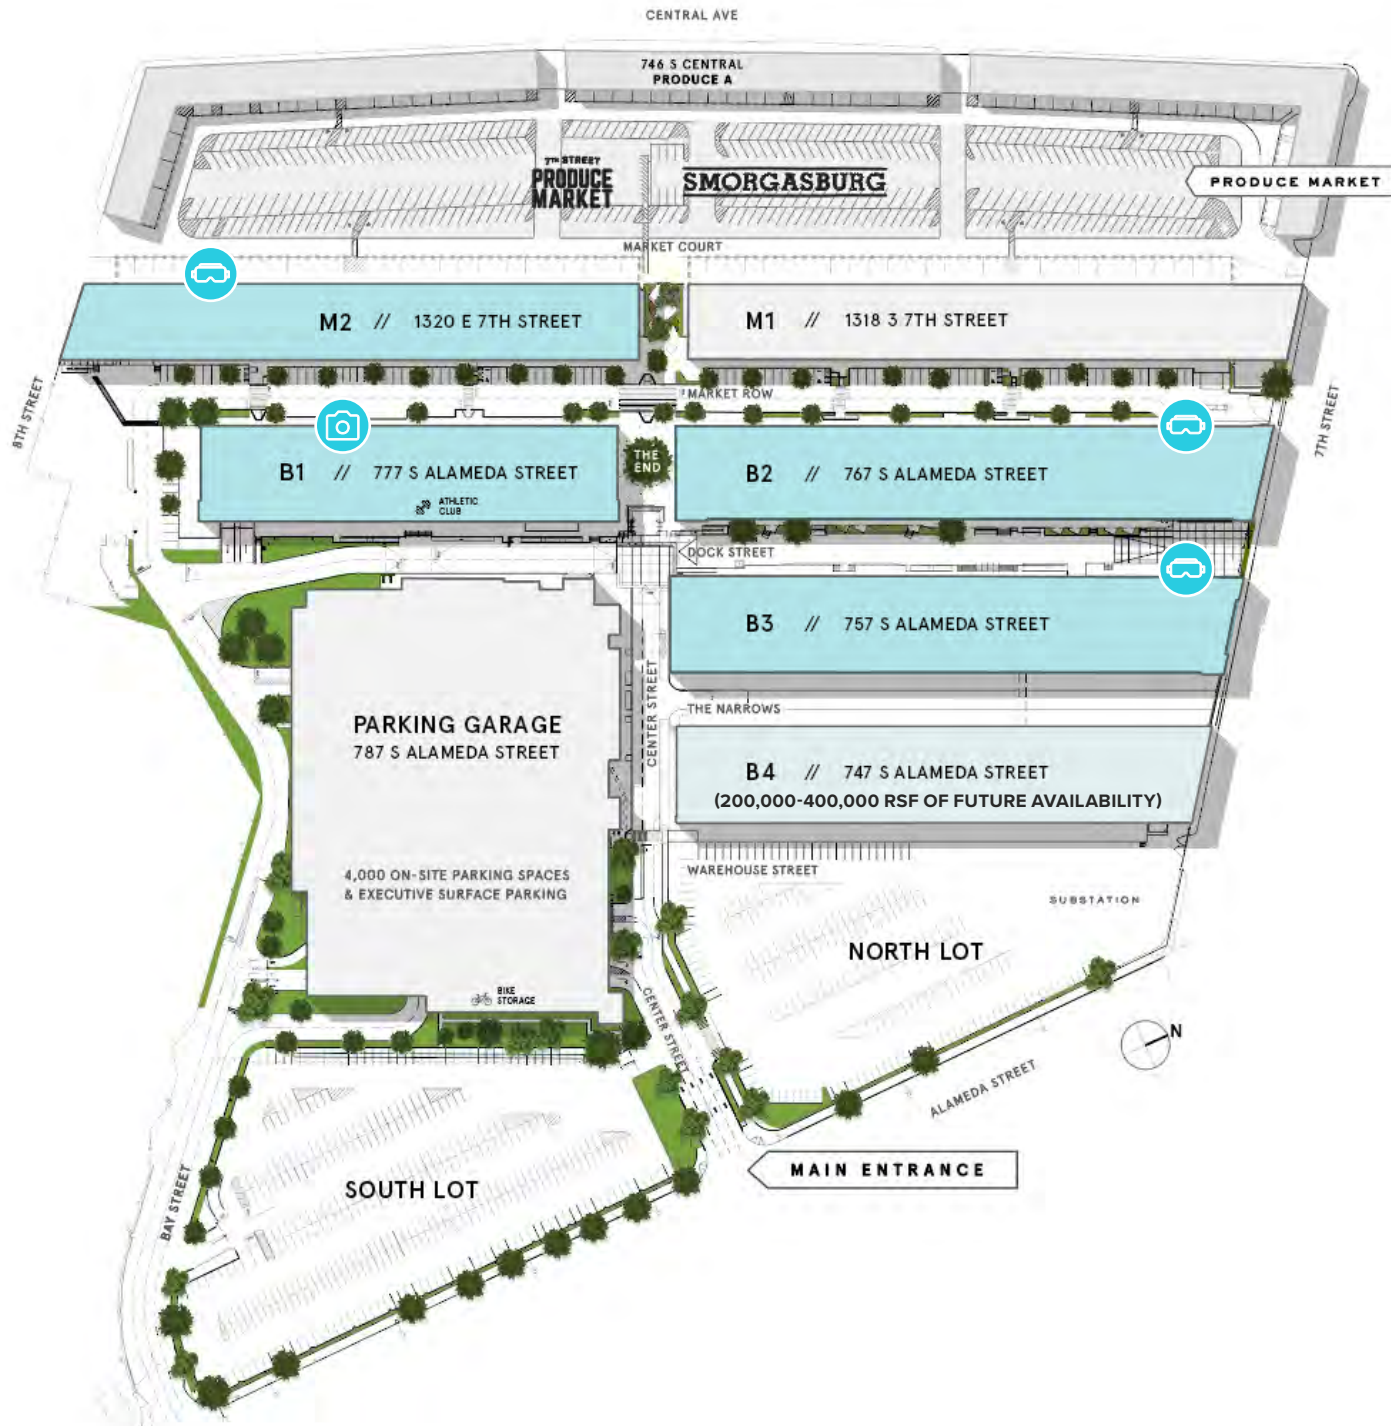 CENTRAL AVE
746 S CENTRAL
PRODUCE A
7TH STREET
PRODUCE
MARKET
SMORGASBURG
PRODUCE MARKET
MARKET COURT
M2 // 1320 E 7TH STREET
M1 // 1318 3 7TH STREET
8TH STREET
MARKET ROW
7TH STREET
B1 // 777 S ALAMEDA STREET
ATHLETIC
CLUB
THE
END
B2 // 767 S ALAMEDA STREET
DOCK STREET
B3 // 757 S ALAMEDA STREET
CENTER STREET
THE NARROWS
PARKING GARAGE
787 S ALAMEDA STREET
B4 // 747 S ALAMEDA STREET
(200,000-400,000 RSF OF FUTURE AVAILABILITY)
4,000 ON-SITE PARKING SPACES
& EXECUTIVE SURFACE PARKING
WAREHOUSE STREET
SUBSTATION
NORTH LOT
BIKE
STORAGE
CENTER STREET
N
ALAMEDA STREET
MAIN ENTRANCE
SOUTH LOT
BAY STREET